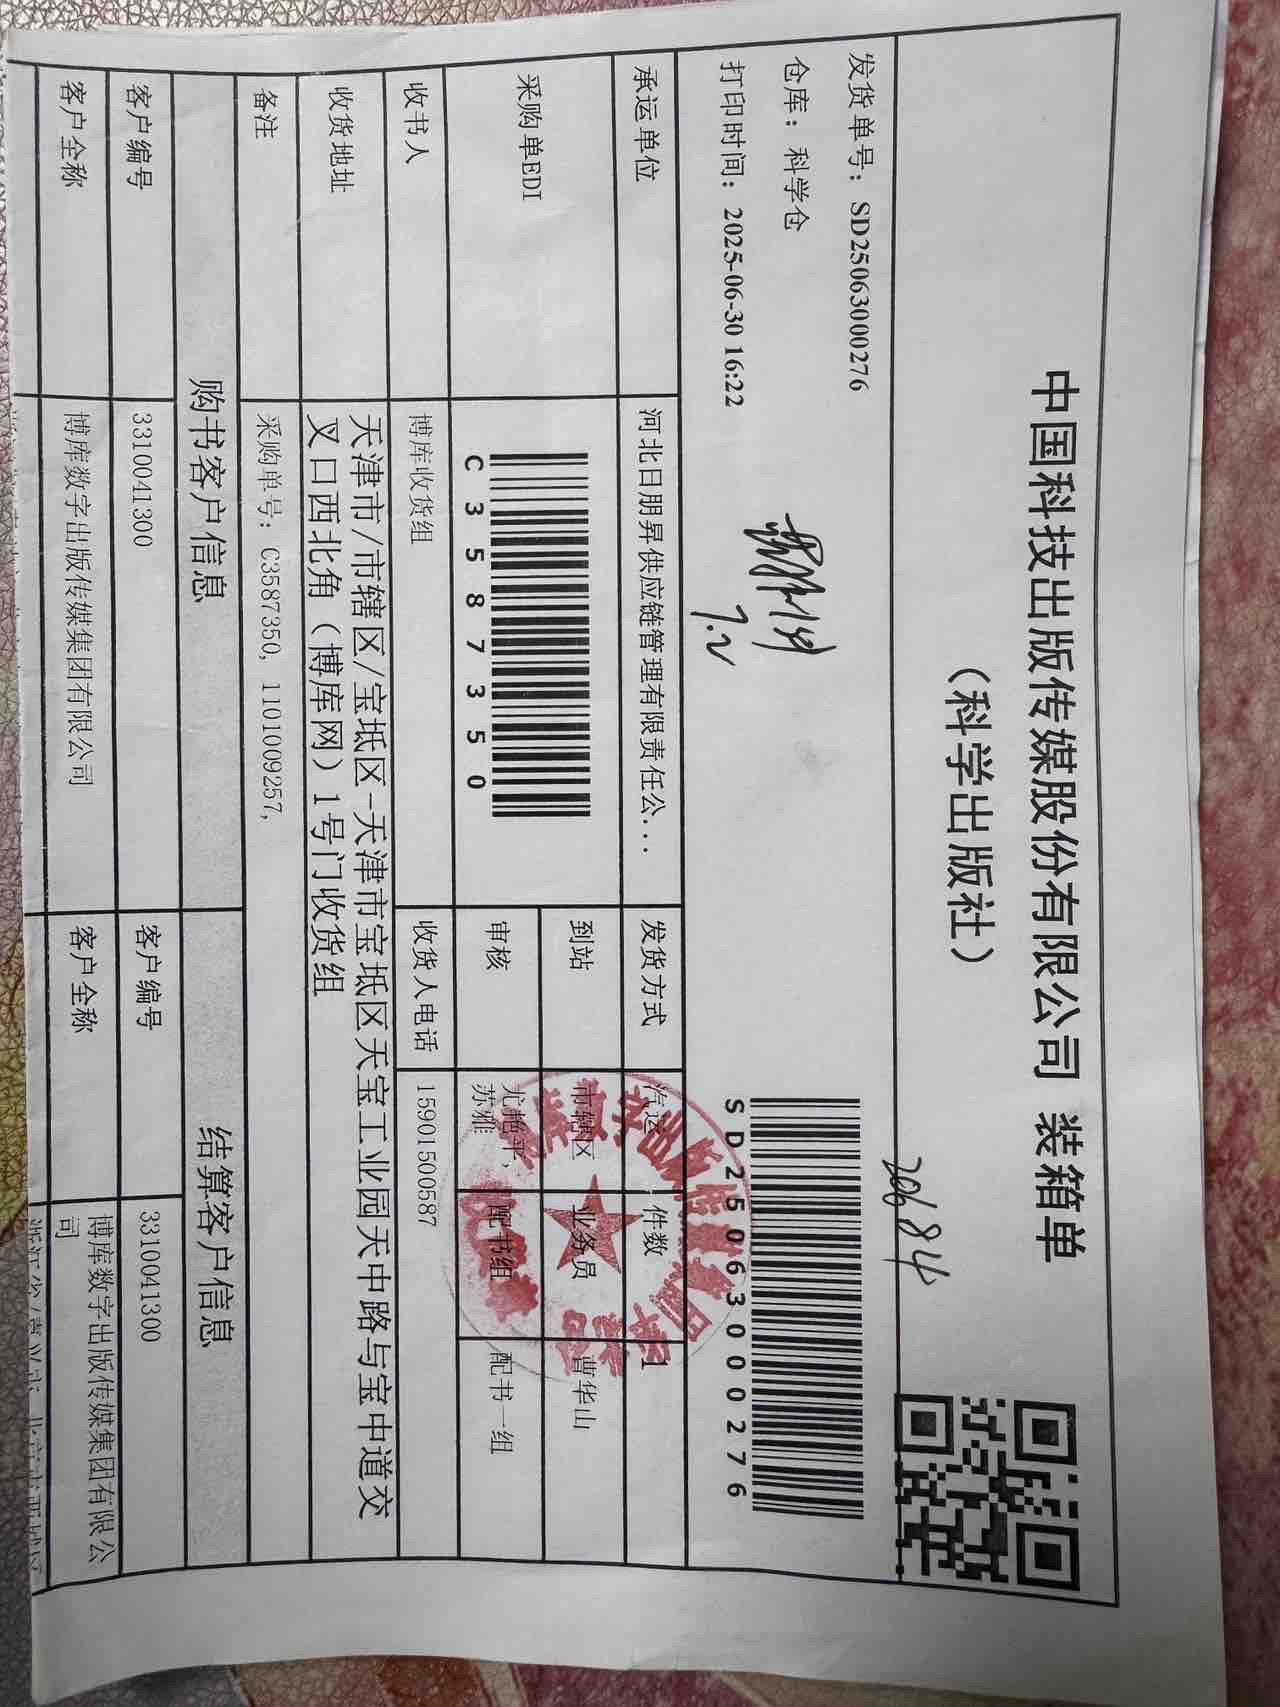 中国科技出版传媒股份有限公司 装箱单
（科学出版社）
20684
发货单号：SD25063000276
仓库：科学仓
打印时间：2025-06-30 16:22
7.2
SD25063000276
承运单位 河北日朋昇供应链管理有限责任公... 发货方式 汽运 件数 1
采购单EDI C3587350 到站 市辖区 业务员 曹华山
审核 尤艳平, 苏雅 配书组 配书一组
收书人 博库收货组 收货人电话 15901500587
收货地址 天津市/市辖区/宝坻区-天津市宝坻区天宝工业园天中路与宝中道交
叉口西北角（博库网）1号门收货组
备注 采购单号：C3587350, 1101009257,
购书客户信息 结算客户信息
客户编号 3310041300 客户编号 3310041300
客户全称 博库数字出版传媒集团有限公司 客户全称 博库数字出版传媒集团有限公
司